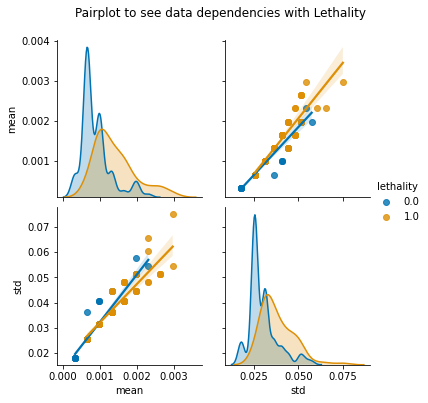 Pairplot to see data dependencies with Lethality
0.004
0.003
0.002
0.001
mean
lethality
0.0
1.0
0.07
0.06
0.05
0.04
0.03
0.02
std
0.000 0.001 0.002 0.003
mean
0.025 0.050 0.075
std